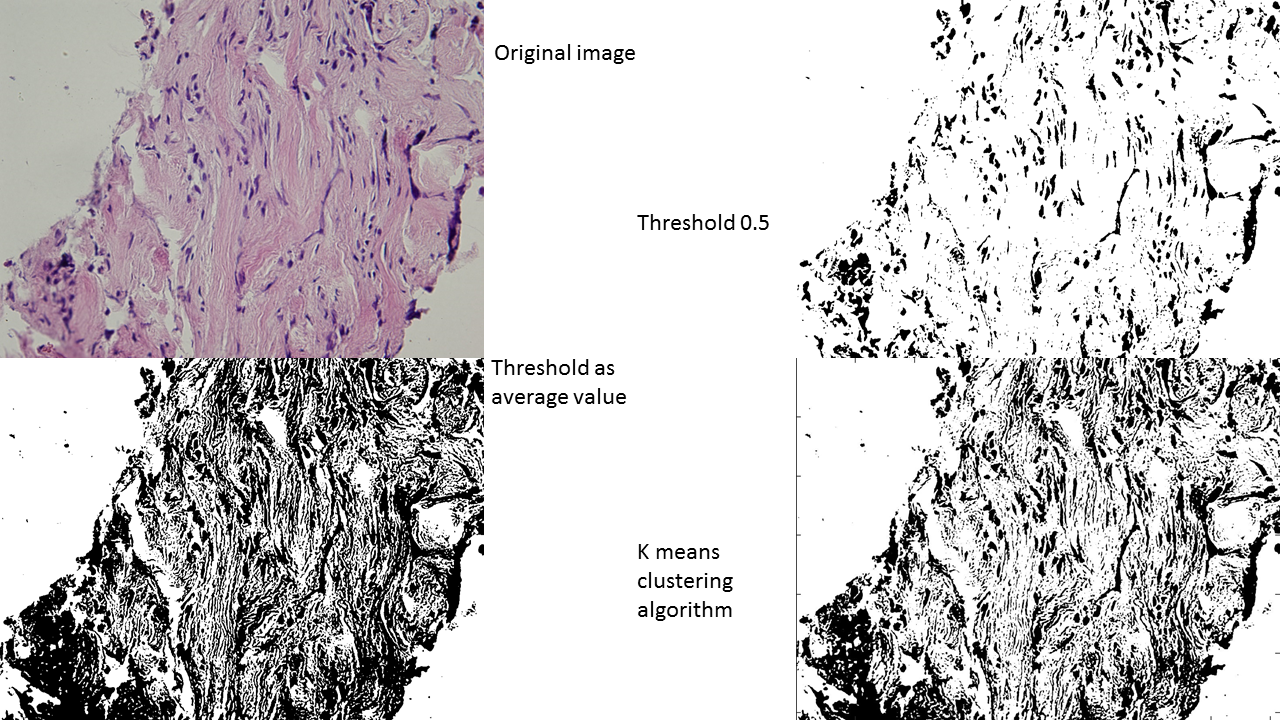 Original image
Threshold 0.5
Threshold as
average value
K means
clustering
algorithm